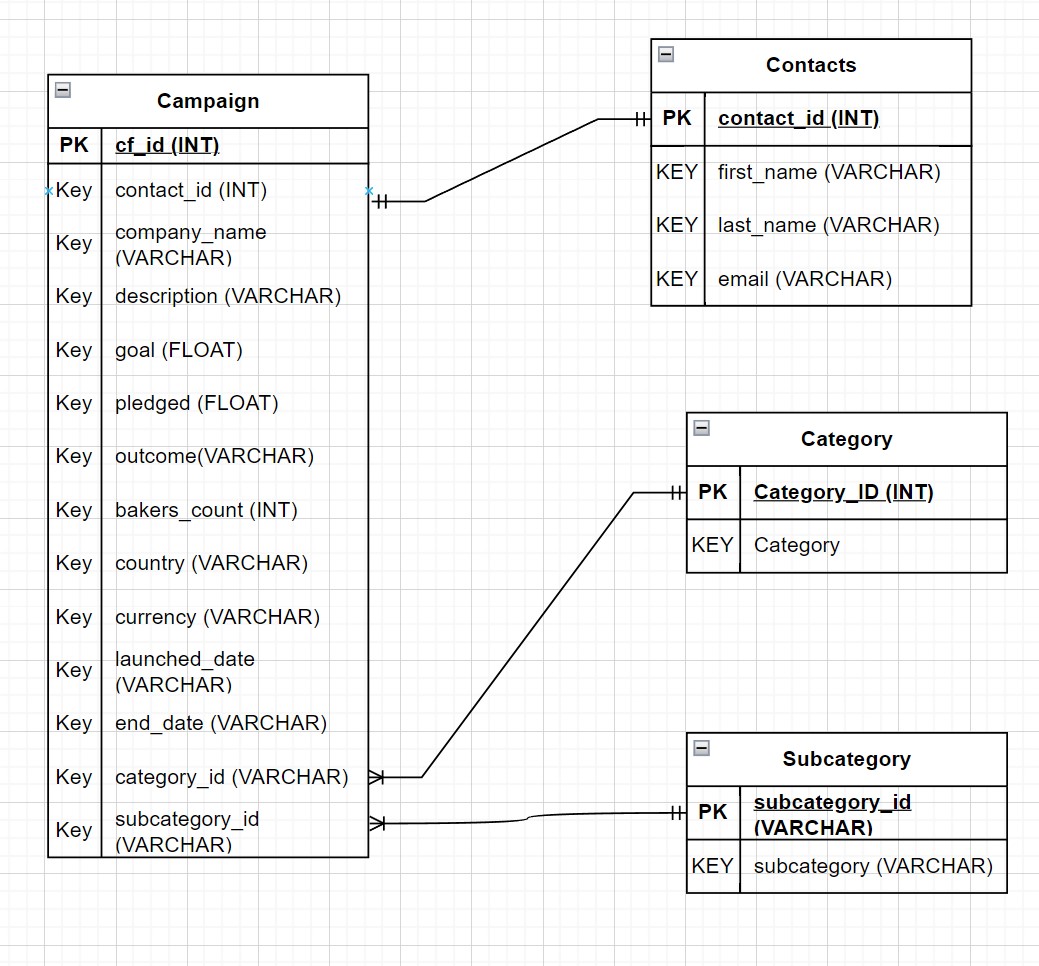 Campaign
PK cf_id (INT)
Key contact_id (INT)
Key company_name
(VARCHAR)
Key description (VARCHAR)
Key goal (FLOAT)
Key pledged (FLOAT)
Key outcome(VARCHAR)
Key bakers_count (INT)
Key country (VARCHAR)
Key currency (VARCHAR)
Key launched_date
(VARCHAR)
Key end_date (VARCHAR)
Key category_id (VARCHAR)
Key subcategory_id
(VARCHAR)
Contacts
PK contact_id (INT)
KEY first_name (VARCHAR)
KEY last_name (VARCHAR)
KEY email (VARCHAR)
Category
PK Category_ID (INT)
KEY Category
Subcategory
PK subcategory_id
(VARCHAR)
KEY subcategory (VARCHAR)